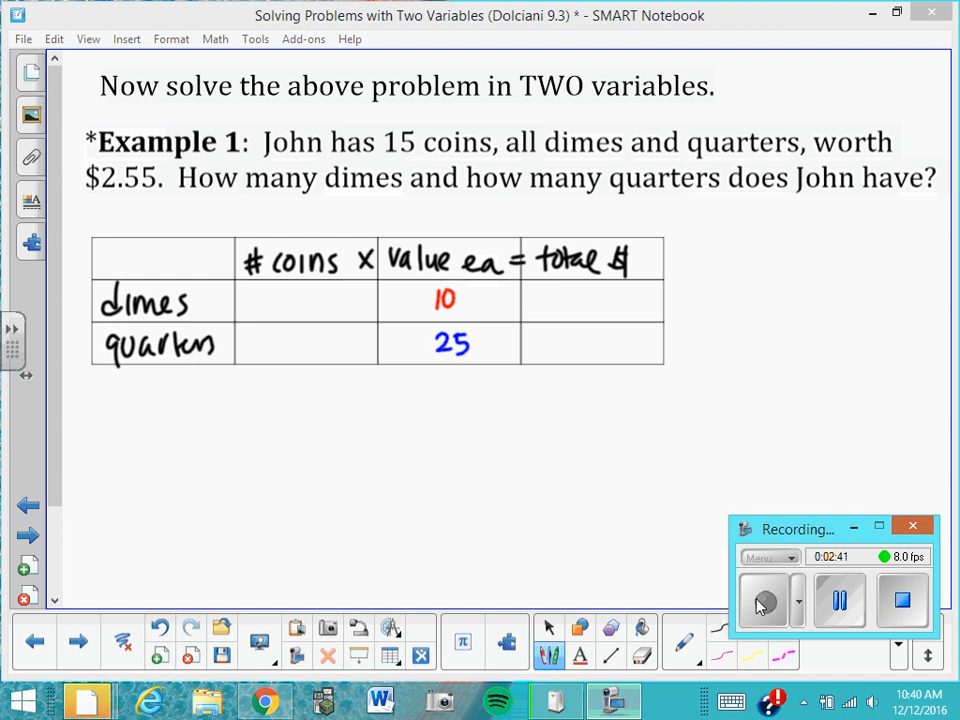 Solving Problems with Two Variables (Dolciani 9.3) * - SMART Notebook
File Edit View Insert Format Math Tools Add-ons Help
Now solve the above problem in TWO variables.
*Example 1: John has 15 coins, all dimes and quarters, worth
$2.55. How many dimes and how many quarters does John have?
# coins x value ea = total $
dimes 10
quarters 25
Recording...
Menu 0:02:41 8.0 fps
10:40 AM
12/12/2016